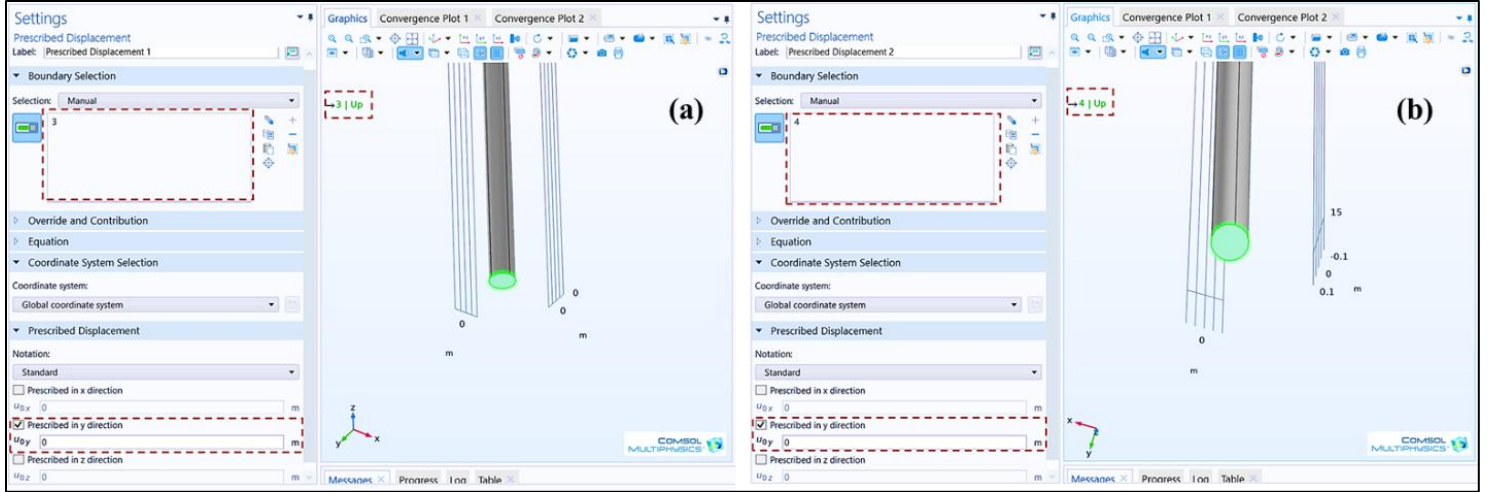 Settings
Prescribed Displacement
Label: Prescribed Displacement 1
Boundary Selection
Selection: Manual
3
Override and Contribution
Equation
Coordinate System Selection
Coordinate system:
Global coordinate system
Prescribed Displacement
Notation:
Standard
Prescribed in x direction
u0x 0 m
Prescribed in y direction
u0y 0 m
Prescribed in z direction
u0z 0 m
Graphics Convergence Plot 1 Convergence Plot 2
3 | Up
(a)
0
0
0
m
m
z
y x
COMSOL
MULTIPHYSICS
Messages Progress Log Table
Settings
Prescribed Displacement
Label: Prescribed Displacement 2
Boundary Selection
Selection: Manual
4
Override and Contribution
Equation
Coordinate System Selection
Coordinate system:
Global coordinate system
Prescribed Displacement
Notation:
Standard
Prescribed in x direction
u0x 0 m
Prescribed in y direction
u0y 0 m
Prescribed in z direction
u0z 0 m
Graphics Convergence Plot 1 Convergence Plot 2
4 | Up
(b)
15
-0.1
0
0.1 m
0
m
x
z
y
COMSOL
MULTIPHYSICS
Messages Progress Log Table